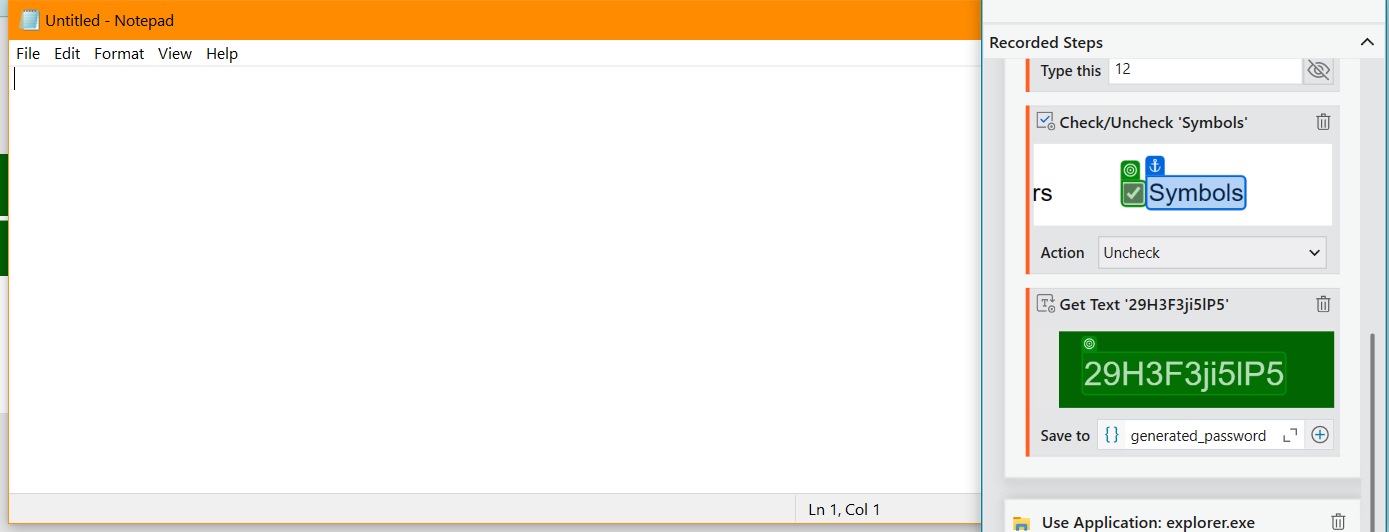 Untitled - Notepad
File Edit Format View Help
Ln 1, Col 1
Recorded Steps
Type this 12
Check/Uncheck 'Symbols'
rs Symbols
Action Uncheck
Get Text '29H3F3ji5lP5'
29H3F3ji5lP5
Save to {} generated_password
Use Application: explorer.exe